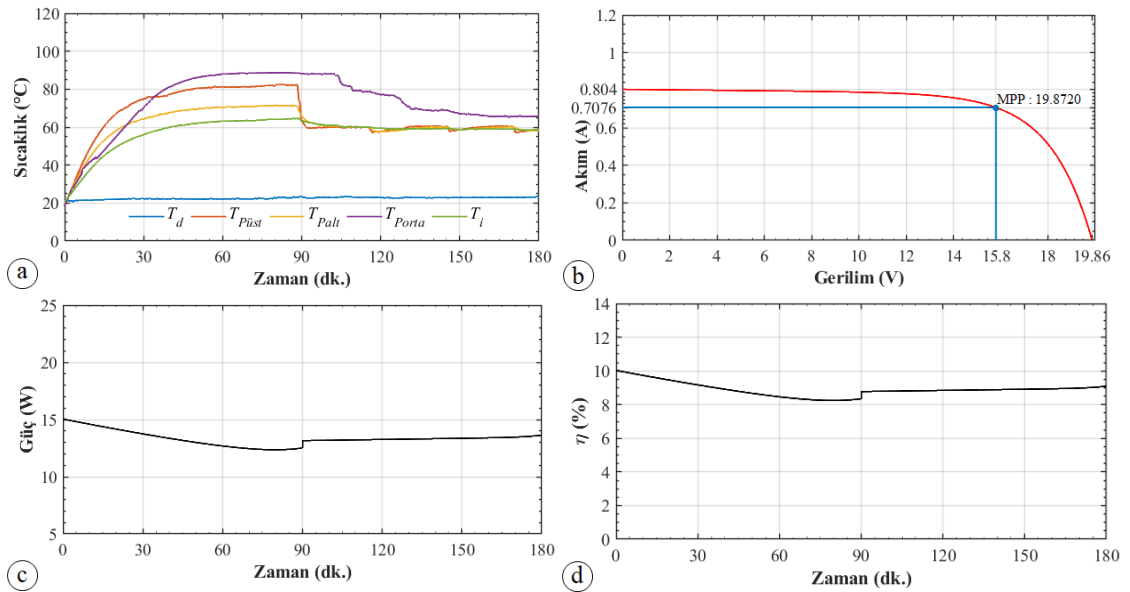 120
100
80
60
40
20
0
Sıcaklık (°C)
T_d T_Püst T_Palt T_Porta T_i
0 30 60 90 120 150 180
Zaman (dk.)
a
1.2
1
0.804
0.7076
0.6
0.4
0.2
0
Akım (A)
MPP : 19.8720
0 2 4 6 8 10 12 14 15.8 18 19.86
Gerilim (V)
b
25
20
15
10
5
Güç (W)
0 30 60 90 120 150 180
Zaman (dk.)
c
14
12
10
8
6
4
2
0
η (%)
0 30 60 90 120 150 180
Zaman (dk.)
d